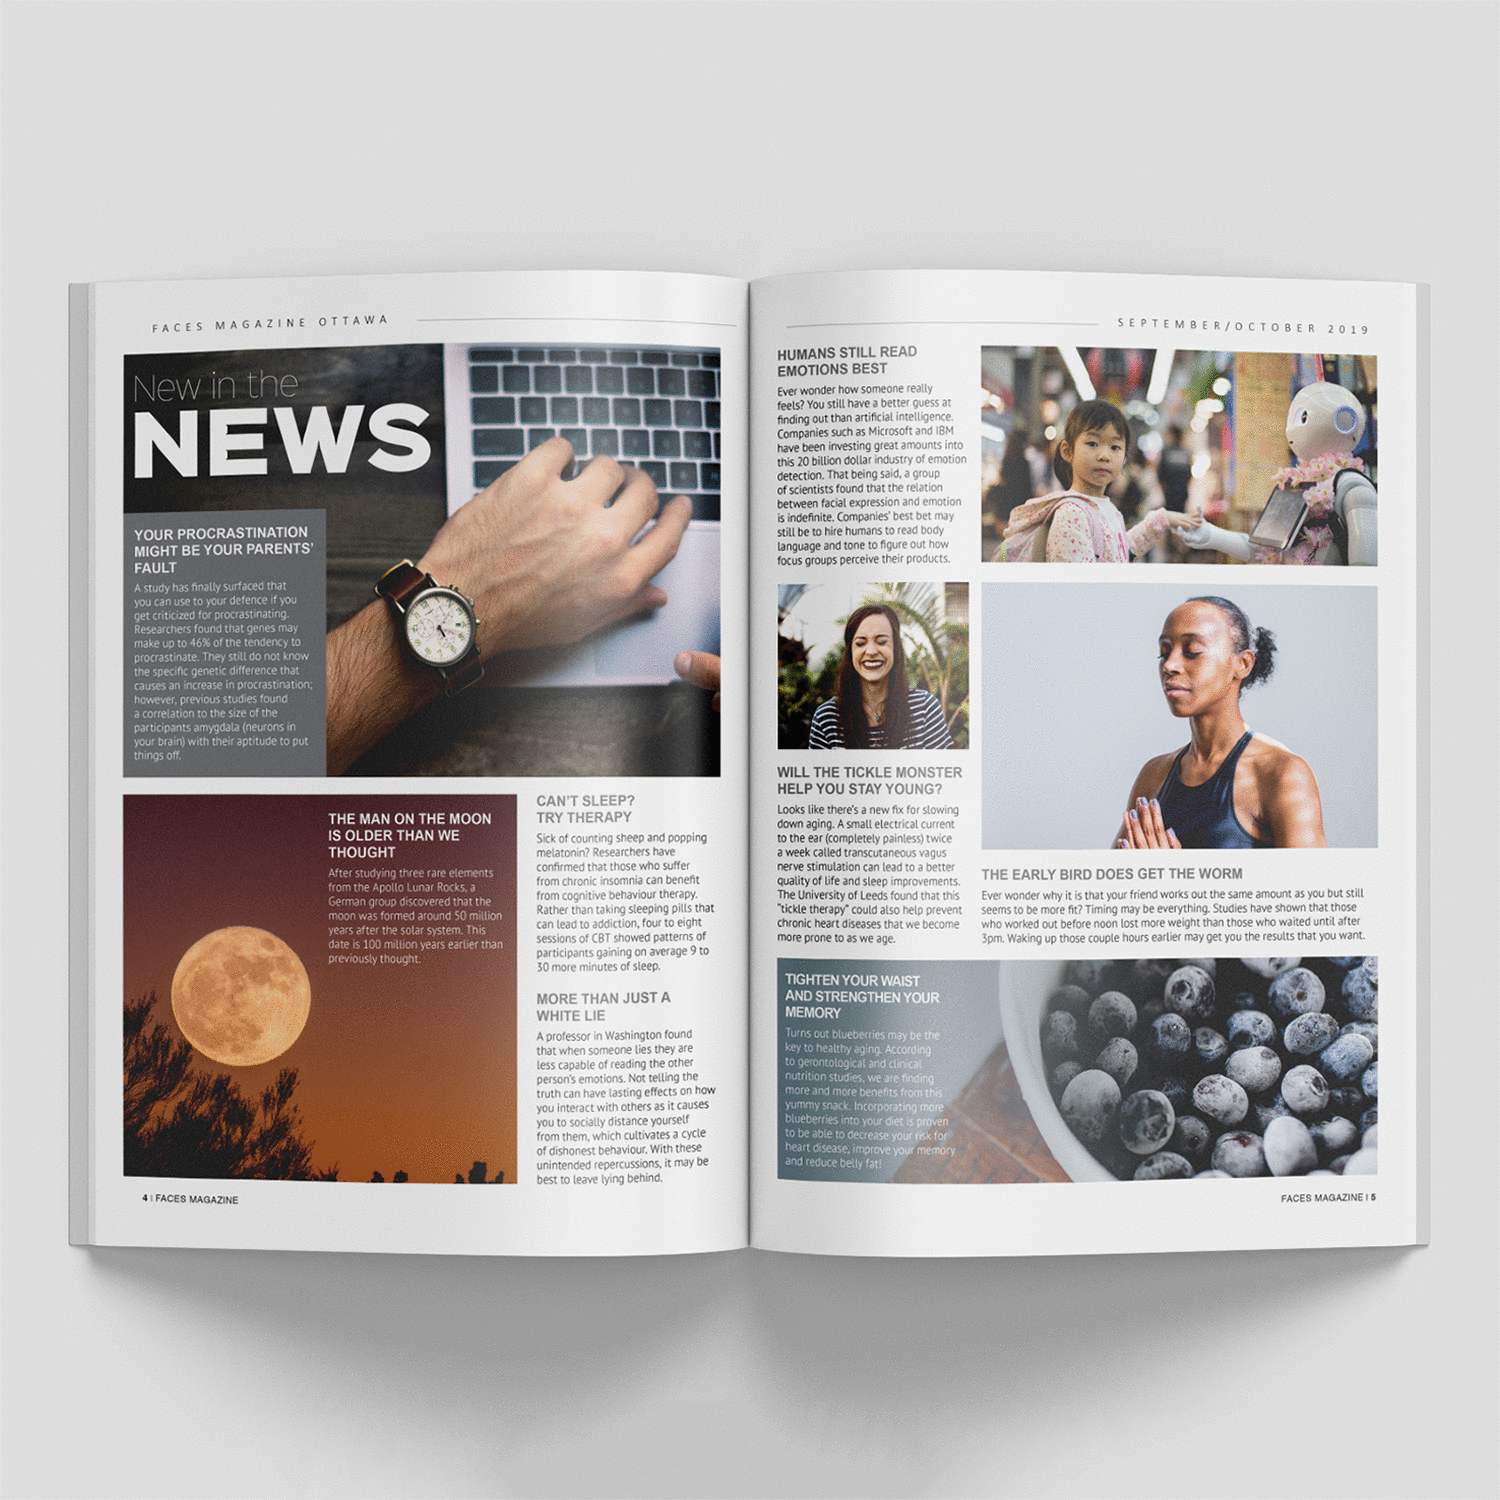 FACES MAGAZINE OTTAWA
New in the
NEWS
YOUR PROCRASTINATION
MIGHT BE YOUR PARENTS'
FAULT
A study has finally surfaced that
you can use to your defence if you
get criticized for procrastinating.
Researchers found that genes may
make up to 46% of the tendency to
procrastinate. They still do not know
the specific genetic difference that
causes an increase in procrastination;
however, previous studies found
a correlation to the size of the
participants amygdala (neurons in
your brain) with their aptitude to put
things off.
THE MAN ON THE MOON
IS OLDER THAN WE
THOUGHT
After studying three rare elements
from the Apollo Lunar Rocks, a
German group discovered that the
moon was formed around 50 million
years after the solar system. This
date is 100 million years earlier than
previously thought.
CAN'T SLEEP?
TRY THERAPY
Sick of counting sheep and popping
melatonin? Researchers have
confirmed that those who suffer
from chronic insomnia can benefit
from cognitive behaviour therapy.
Rather than taking sleeping pills that
can lead to addiction, four to eight
sessions of CBT showed patterns of
participants gaining on average 9 to
30 more minutes of sleep.
MORE THAN JUST A
WHITE LIE
A professor in Washington found
that when someone lies they are
less capable of reading the other
person's emotions. Not telling the
truth can have lasting effects on how
you interact with others as it causes
you to socially distance yourself
from them, which cultivates a cycle
of dishonest behaviour. With these
unintended repercussions, it may be
best to leave lying behind.
4 | FACES MAGAZINE
SEPTEMBER/OCTOBER 2019
HUMANS STILL READ
EMOTIONS BEST
Ever wonder how someone really
feels? You still have a better guess at
finding out than artificial intelligence.
Companies such as Microsoft and IBM
have been investing great amounts into
this 20 billion dollar industry of emotion
detection. That being said, a group
of scientists found that the relation
between facial expression and emotion
is indefinite. Companies' best bet may
still be to hire humans to read body
language and tone to figure out how
focus groups perceive their products.
WILL THE TICKLE MONSTER
HELP YOU STAY YOUNG?
Looks like there's a new fix for slowing
down aging. A small electrical current
to the ear (completely painless) twice
a week called transcutaneous vagus
nerve stimulation can lead to a better
quality of life and sleep improvements.
The University of Leeds found that this
"tickle therapy" could also help prevent
chronic heart diseases that we become
more prone to as we age.
THE EARLY BIRD DOES GET THE WORM
Ever wonder why it is that your friend works out the same amount as you but still
seems to be more fit? Timing may be everything. Studies have shown that those
who worked out before noon lost more weight than those who waited until after
3pm. Waking up those couple hours earlier may get you the results that you want.
TIGHTEN YOUR WAIST
AND STRENGTHEN YOUR
MEMORY
Turns out blueberries may be the
key to healthy aging. According
to gerontological and clinical
nutrition studies, we are finding
more and more benefits from this
yummy snack. Incorporating more
blueberries into your diet is proven
to be able to decrease your risk for
heart disease, improve your memory
and reduce belly fat!
FACES MAGAZINE | 5